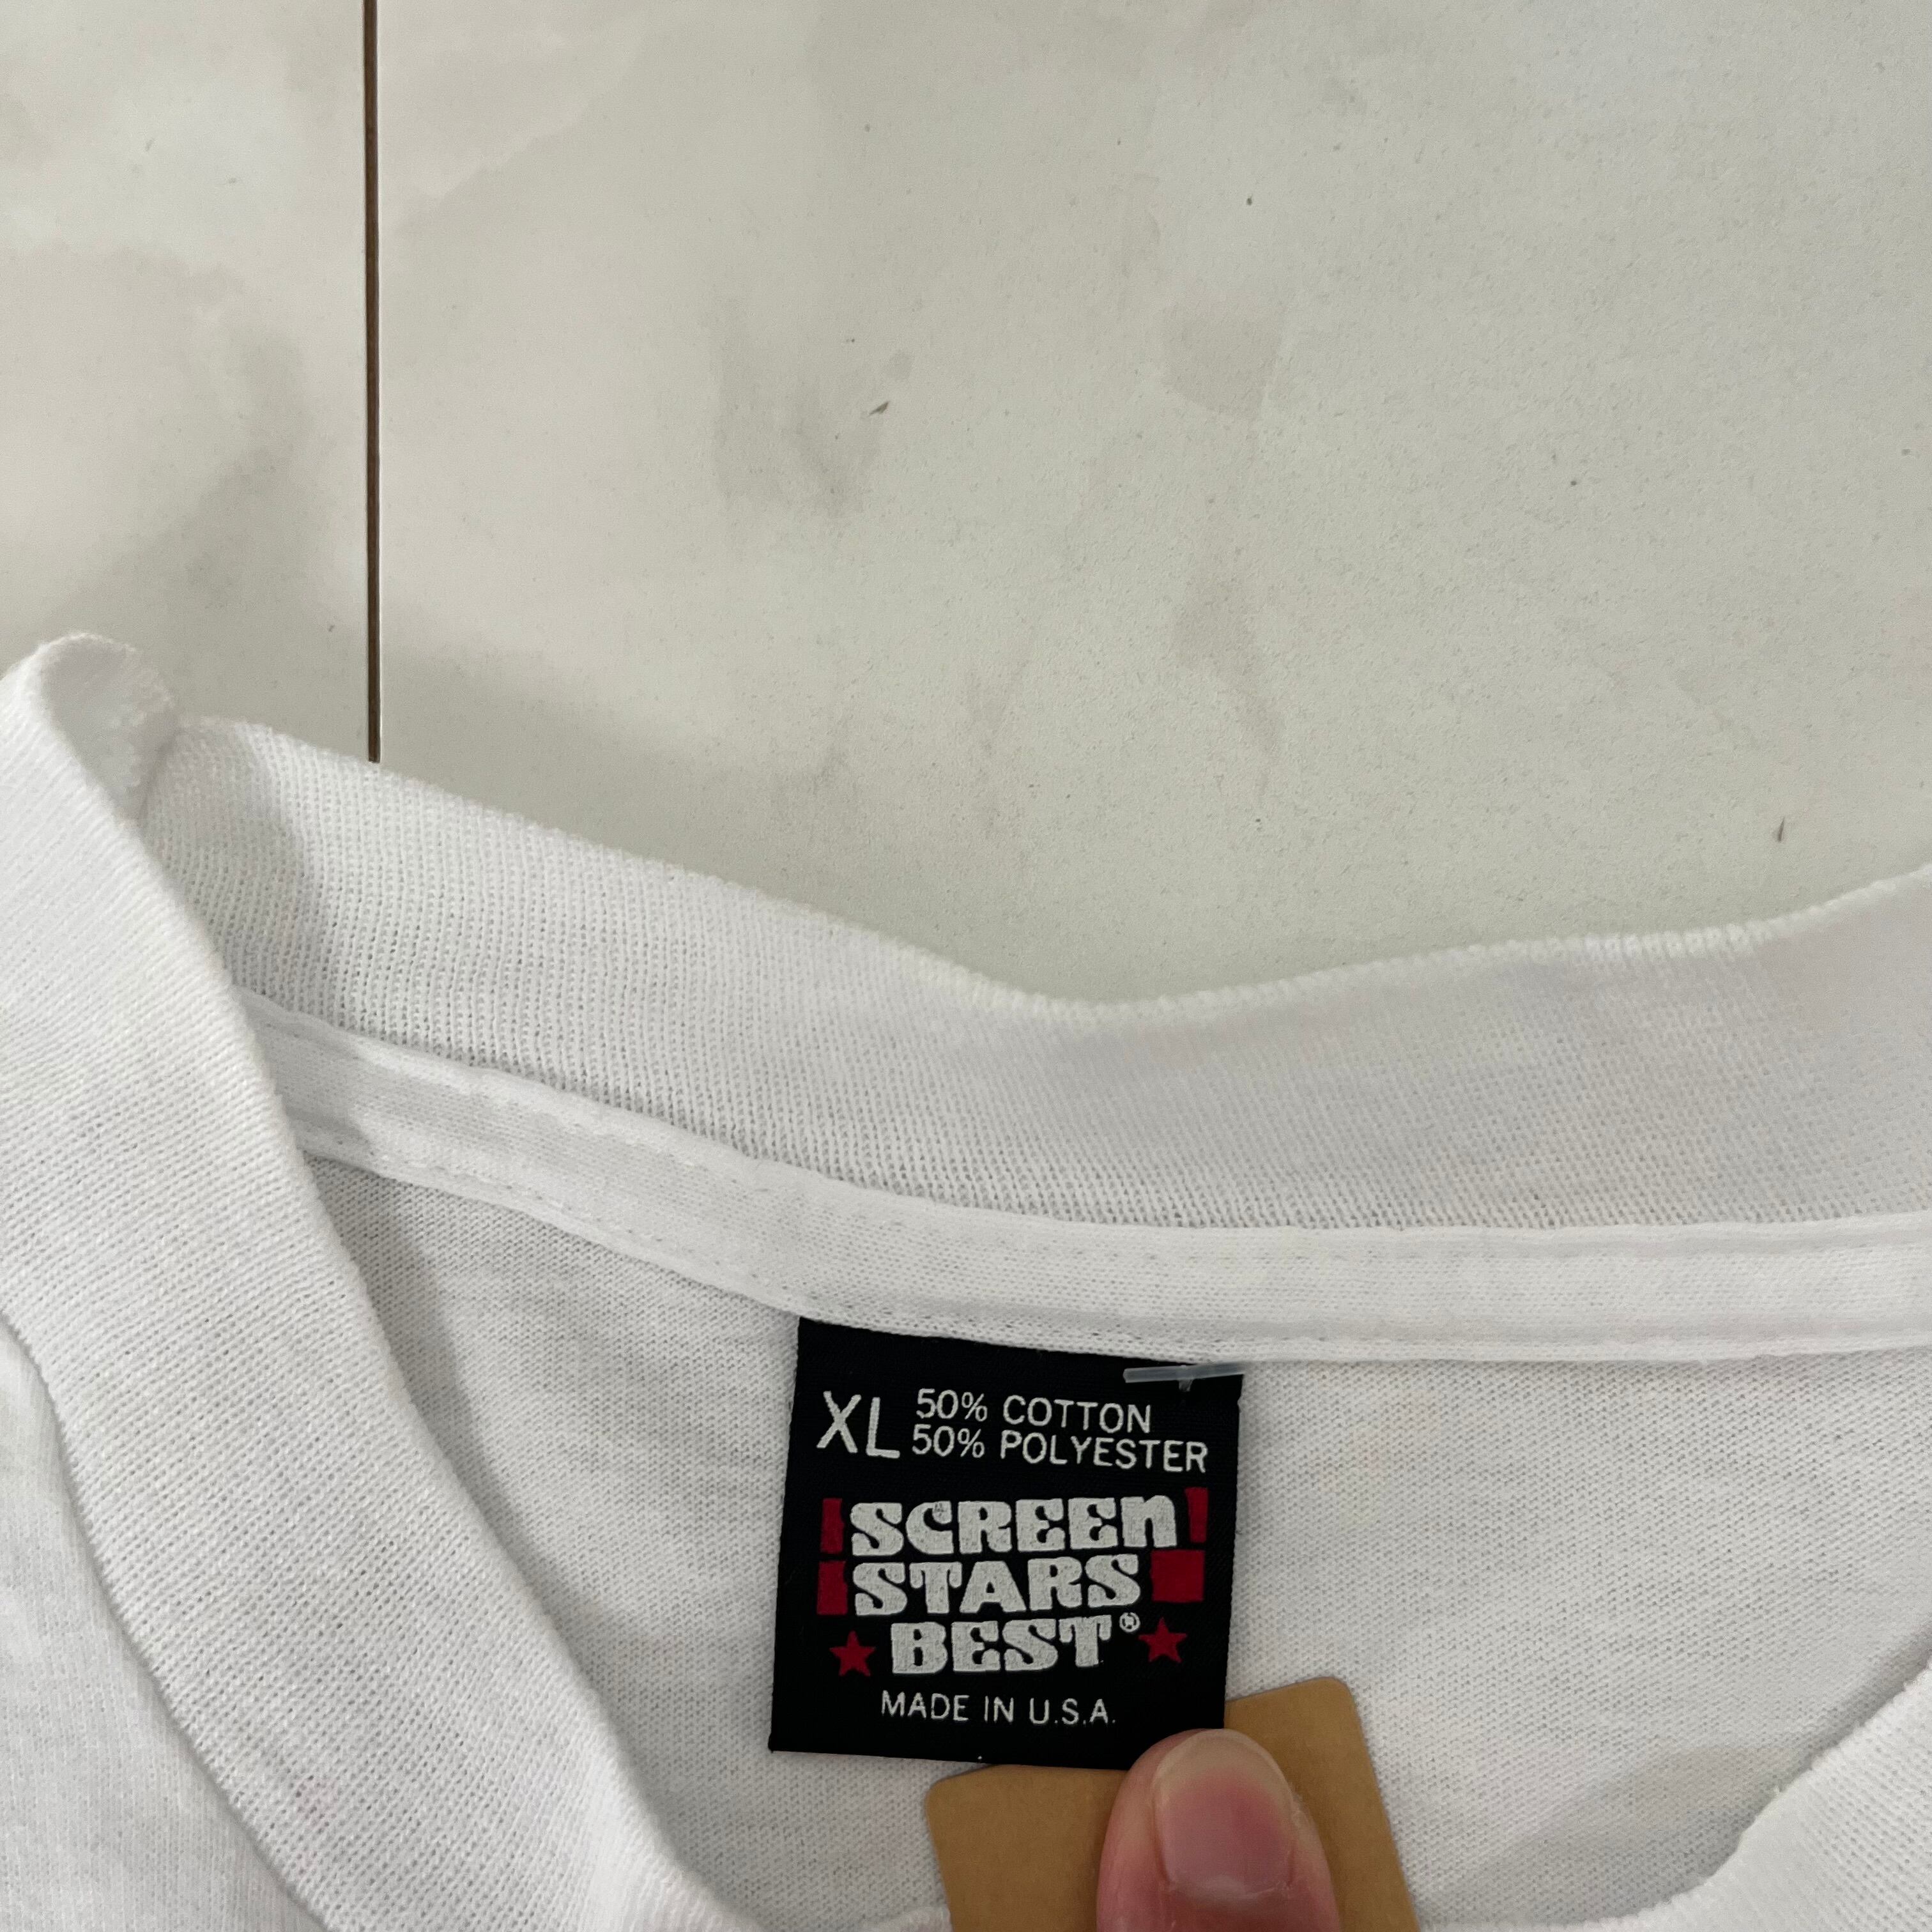 XL 50% COTTON
50% POLYESTER
SCREEN
STARS
BEST®
MADE IN U.S.A.